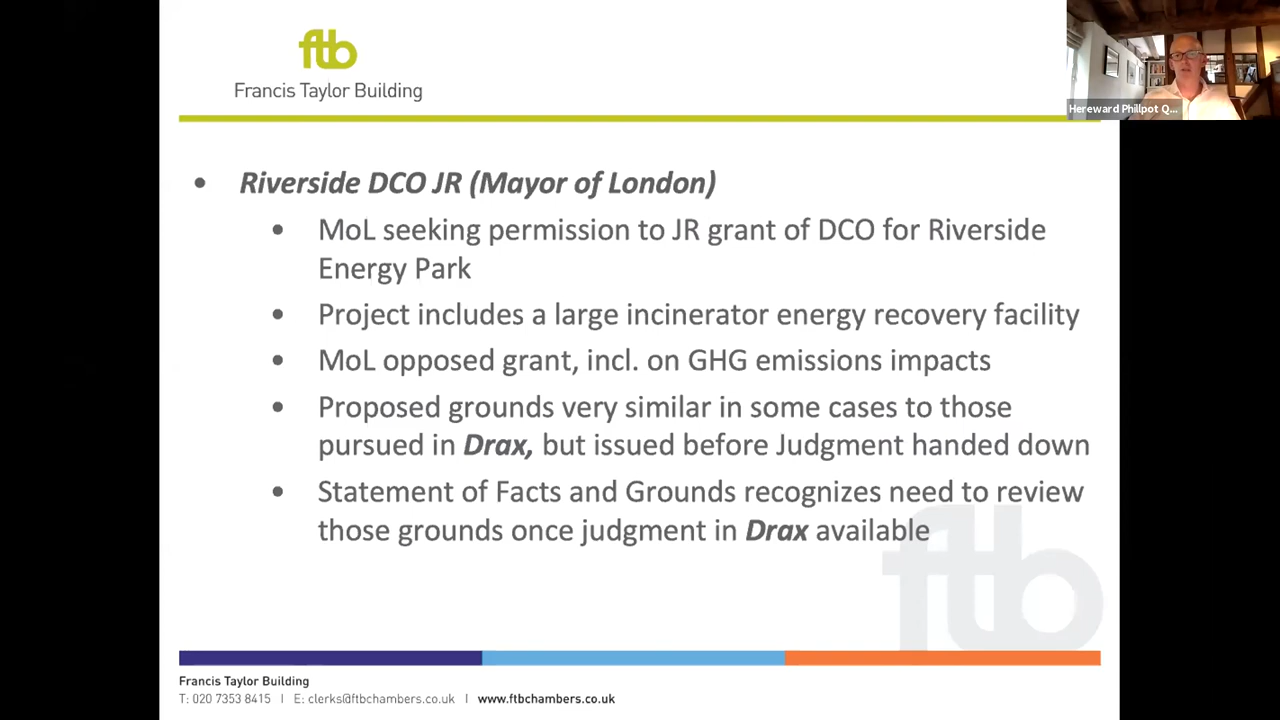 ftb
Francis Taylor Building
Hereward Phillpot Q...
• Riverside DCO JR (Mayor of London)
• MoL seeking permission to JR grant of DCO for Riverside
Energy Park
• Project includes a large incinerator energy recovery facility
• MoL opposed grant, incl. on GHG emissions impacts
• Proposed grounds very similar in some cases to those
pursued in Drax, but issued before Judgment handed down
• Statement of Facts and Grounds recognizes need to review
those grounds once judgment in Drax available
ftb
Francis Taylor Building
T: 020 7353 8415 | E: clerks@ftbchambers.co.uk | www.ftbchambers.co.uk